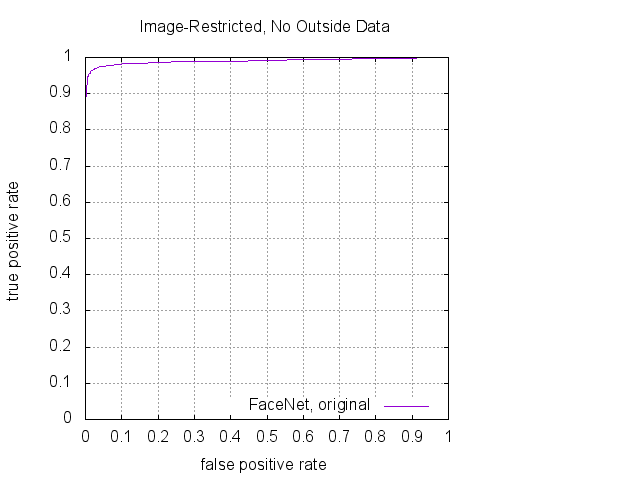 Image-Restricted, No Outside Data
1
0.9
0.8
0.7
0.6
0.5
0.4
0.3
0.2
0.1
0
true positive rate
FaceNet, original
0 0.1 0.2 0.3 0.4 0.5 0.6 0.7 0.8 0.9 1
false positive rate